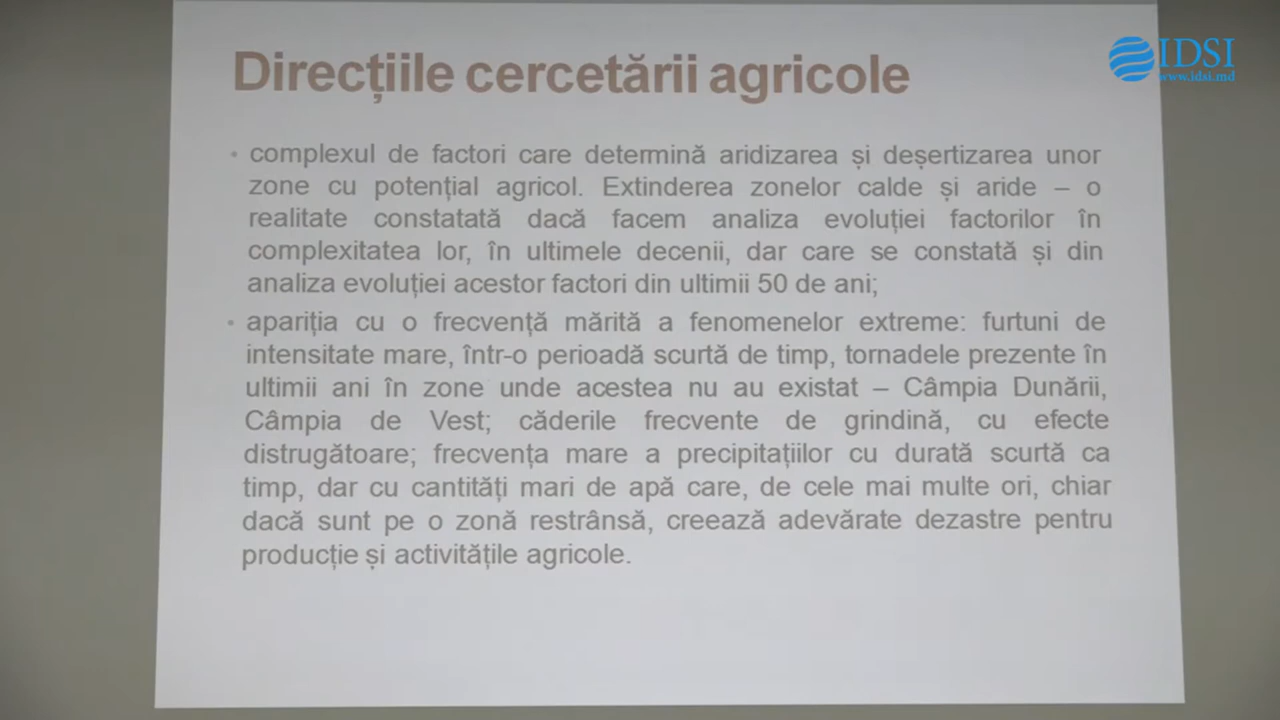 Direcțiile cercetării agricole
IDSI
www.idsi.md
• complexul de factori care determină aridizarea și deșertizarea unor
zone cu potențial agricol. Extinderea zonelor calde și aride – o
realitate constatată dacă facem analiza evoluției factorilor în
complexitatea lor, în ultimele decenii, dar care se constată și din
analiza evoluției acestor factori din ultimii 50 de ani;
• apariția cu o frecvență mărită a fenomenelor extreme: furtuni de
intensitate mare, într-o perioadă scurtă de timp, tornadele prezente în
ultimii ani în zone unde acestea nu au existat – Câmpia Dunării,
Câmpia de Vest; căderile frecvente de grindină, cu efecte
distrugătoare; frecvența mare a precipitațiilor cu durată scurtă ca
timp, dar cu cantități mari de apă care, de cele mai multe ori, chiar
dacă sunt pe o zonă restrânsă, creează adevărate dezastre pentru
producție și activitățile agricole.